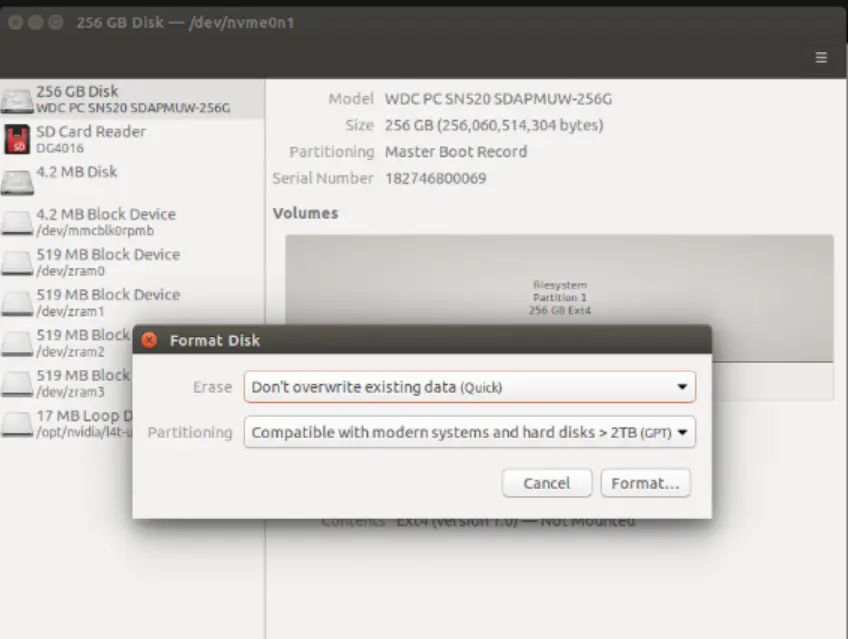 256 GB Disk — /dev/nvme0n1
256 GB Disk
WDC PC SN520 SDAPMUW-256G
SD Card Reader
DG4016
4.2 MB Disk
4.2 MB Block Device
/dev/mmcblk0rpmb
519 MB Block Device
/dev/zram0
519 MB Block Device
/dev/zram1
519 MB Block
/dev/zram2
519 MB Block
/dev/zram3
17 MB Loop D
/opt/nvidia/l4t-u
Model WDC PC SN520 SDAPMUW-256G
Size 256 GB (256,060,514,304 bytes)
Partitioning Master Boot Record
Serial Number 182746800069
Volumes
Filesystem
Partition 1
256 GB Ext4
Format Disk
Erase Don't overwrite existing data (Quick)
Partitioning Compatible with modern systems and hard disks > 2TB (GPT)
Cancel Format...
Contents Ext4 (version 1.0) — Not Mounted